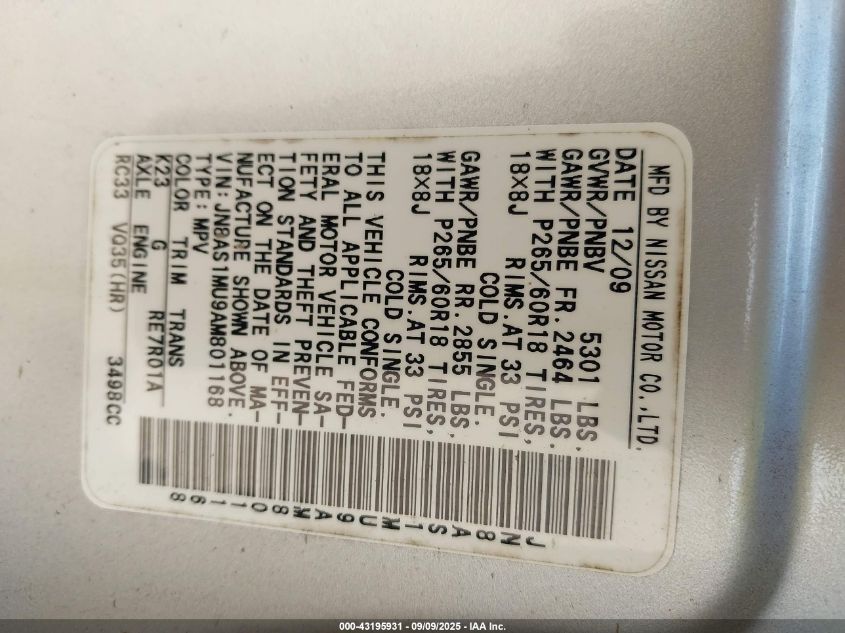 MFD BY NISSAN MOTOR CO.,LTD.
DATE 12/09
GVWR/PNBV 5301 LBS.
GAWR/PNBE FR. 2464 LBS.
WITH P265/60R18 TIRES,
18X8J RIMS.AT 33 PSI
COLD SINGLE.
GAWR/PNBE RR. 2855 LBS.
WITH P265/60R18 TIRES,
18X8J RIMS.AT 33 PSI
COLD SINGLE.
THIS VEHICLE CONFORMS
TO ALL APPLICABLE FED-
ERAL MOTOR VEHICLE SA-
FETY AND THEFT PREVEN-
TION STANDARDS IN EFF-
ECT ON THE DATE OF MA-
NUFACTURE SHOWN ABOVE.
VIN:JN8AS1MU9AM801168
TYPE:MPV
COLOR TRIM TRANS
K23 G RE7R01A
AXLE ENGINE
RC33 VQ35(HR) 3498CC
JN8AS1MU9AM801168
000-43195931 - 09/09/2025 - IAA Inc.